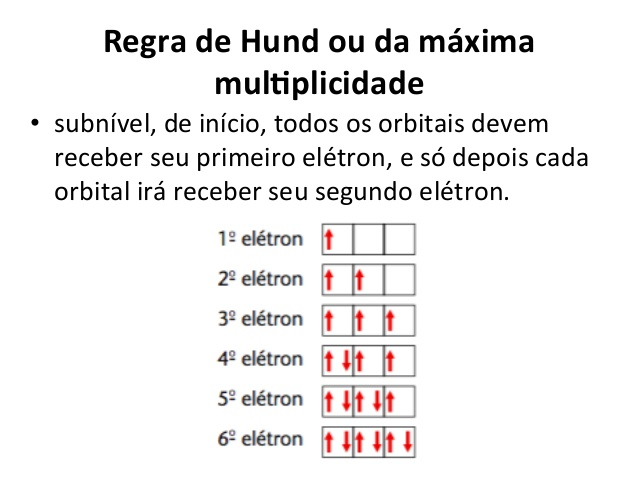 Regra de Hund ou da máxima
multiplicidade
• subnível, de início, todos os orbitais devem
receber seu primeiro elétron, e só depois cada
orbital irá receber seu segundo elétron.
1º elétron
2º elétron
3º elétron
4º elétron
5º elétron
6º elétron